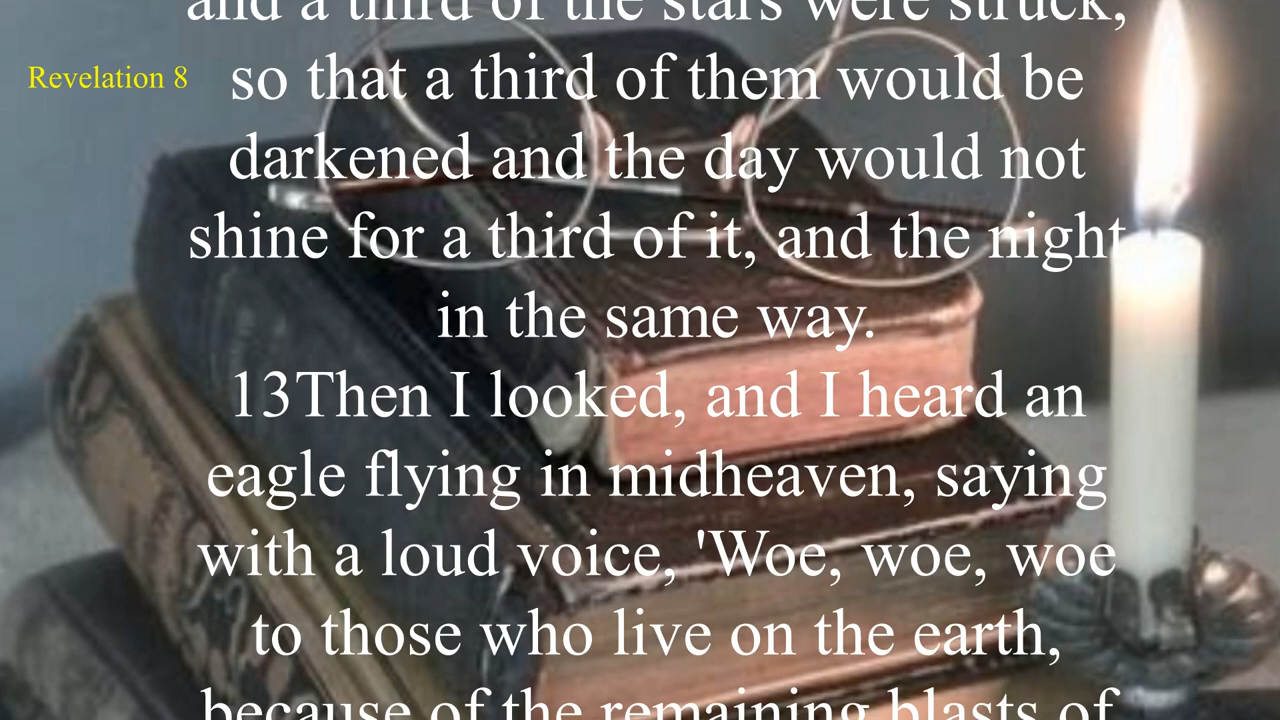 and a third of the stars were struck,
Revelation 8
so that a third of them would be
darkened and the day would not
shine for a third of it, and the night
in the same way.
13Then I looked, and I heard an
eagle flying in midheaven, saying
with a loud voice, 'Woe, woe, woe
to those who live on the earth,
because of the remaining blasts of